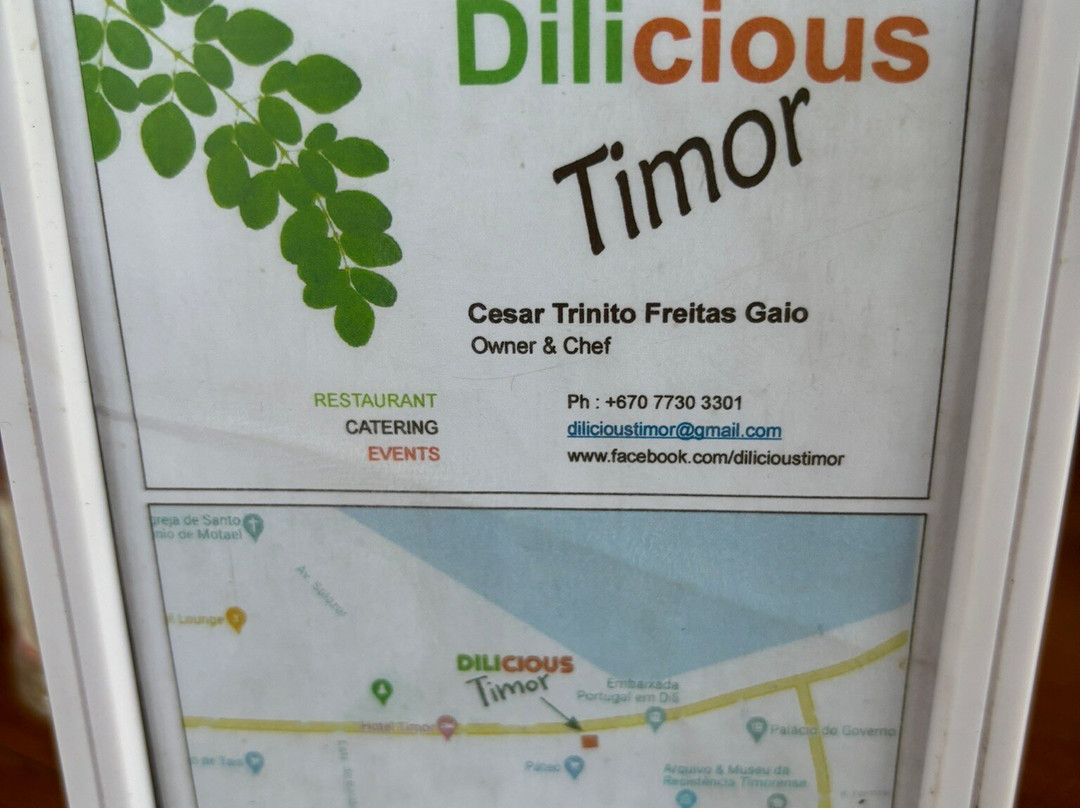 Dilicious
Timor
Cesar Trinito Freitas Gaio
Owner & Chef
RESTAURANT
CATERING
EVENTS
Ph : +670 7730 3301
dilicioustimor@gmail.com
www.facebook.com/dilicioustimor
greja de Santo
nio de Motael
Av. Salazar
Lounge
DILICIOUS
Timor
Embaixada
Portugal em Dili
Hotel Timor
Palácio do Governo
Pateo
Arquivo & Museu da
Resistência Timorense